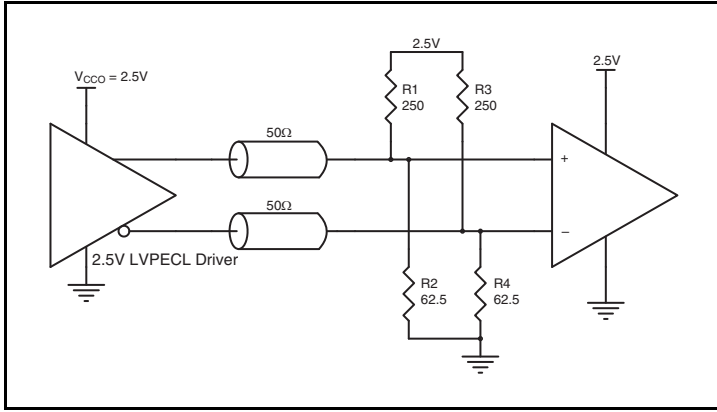 2.5V
2.5V
V_CCO = 2.5V
R1
250
R3
250
50Ω
+
50Ω
−
2.5V LVPECL Driver
R2
62.5
R4
62.5